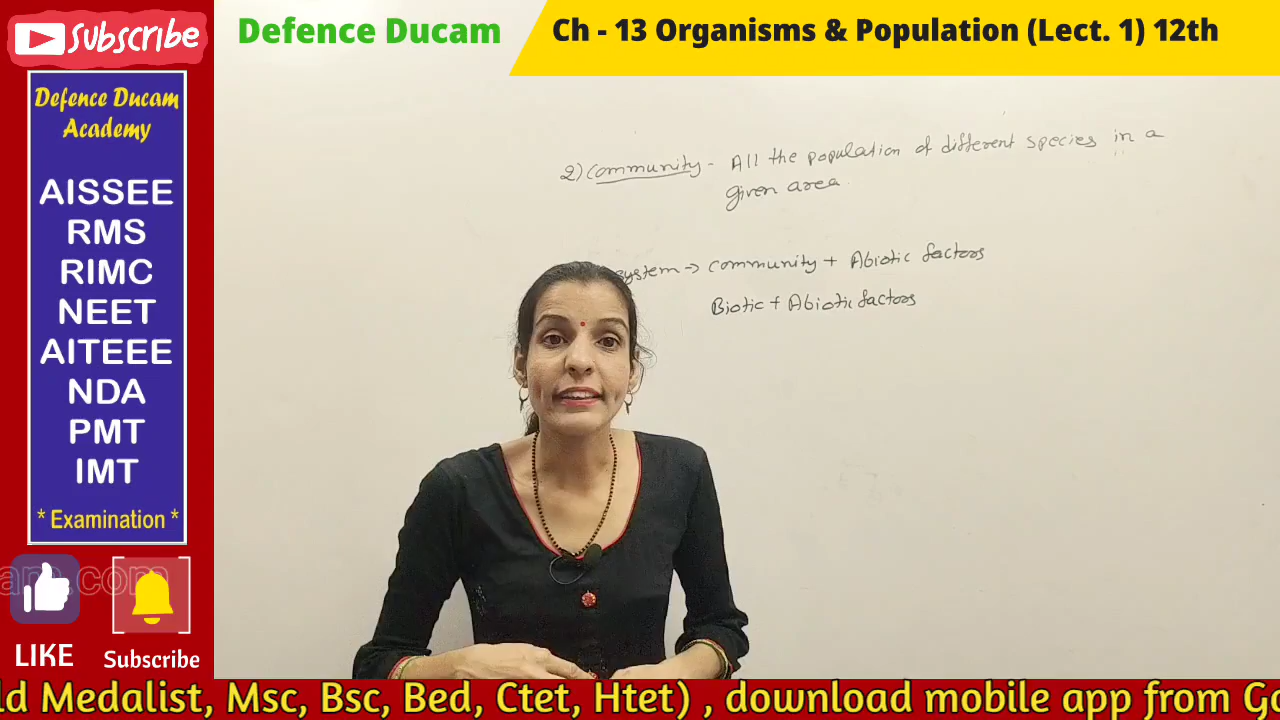 Subscribe
Defence Ducam
Ch - 13 Organisms & Population (Lect. 1) 12th
Defence Ducam
Academy
AISSEE
RMS
RIMC
NEET
AITEEE
NDA
PMT
IMT
* Examination *
LIKE
Subscribe
2) Community - All the population of different species in a
given area.
system → community + Abiotic factors
Biotic + Abiotic factors
ld Medalist, Msc, Bsc, Bed, Ctet, Htet) , download mobile app from Go